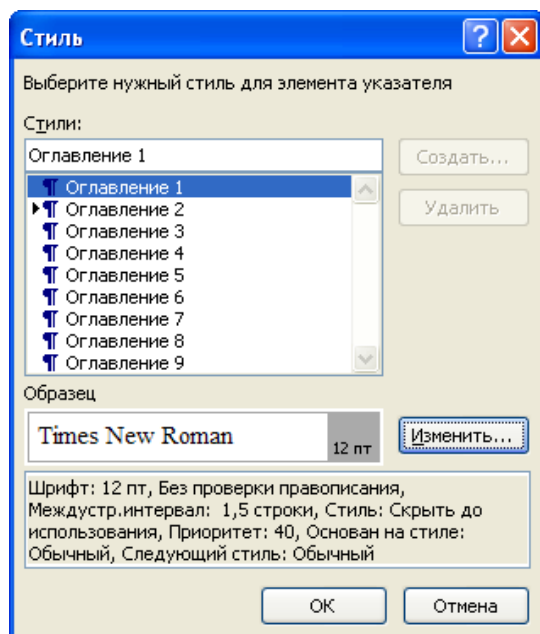 Стиль
Выберите нужный стиль для элемента указателя
Стили:
Оглавление 1
Создать...
¶ Оглавление 1
¶ Оглавление 2
Удалить
¶ Оглавление 3
¶ Оглавление 4
¶ Оглавление 5
¶ Оглавление 6
¶ Оглавление 7
¶ Оглавление 8
¶ Оглавление 9
Образец
Times New Roman
12 пт
Изменить...
Шрифт: 12 пт, Без проверки правописания,
Междустр.интервал:  1,5 строки, Стиль: Скрыть до
использования, Приоритет: 40, Основан на стиле:
Обычный, Следующий стиль: Обычный
ОК
Отмена